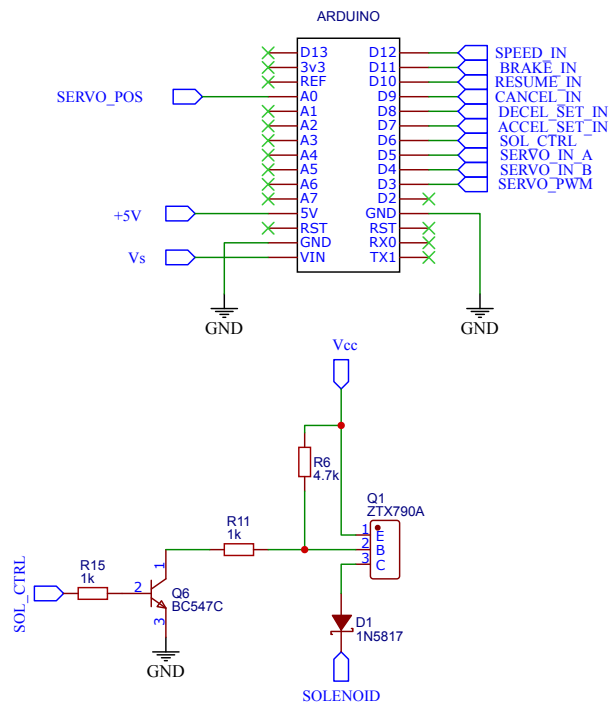 ARDUINO
D13 D12 SPEED_IN
3v3 D11 BRAKE_IN
REF D10 RESUME_IN
SERVO_POS A0 D9 CANCEL_IN
A1 D8 DECEL_SET_IN
A2 D7 ACCEL_SET_IN
A3 D6 SOL_CTRL
A4 D5 SERVO_IN_A
A5 D4 SERVO_IN_B
A6 D3 SERVO_PWM
A7 D2
+5V 5V GND
RST RST
GND RX0
Vs VIN TX1
GND GND
Vcc
R6
4.7k
Q1
ZTX790A
R11
1k
1 E
2 B
3 C
R15
1k
SOL_CTRL
1
2
3
Q6
BC547C
GND
D1
1N5817
SOLENOID